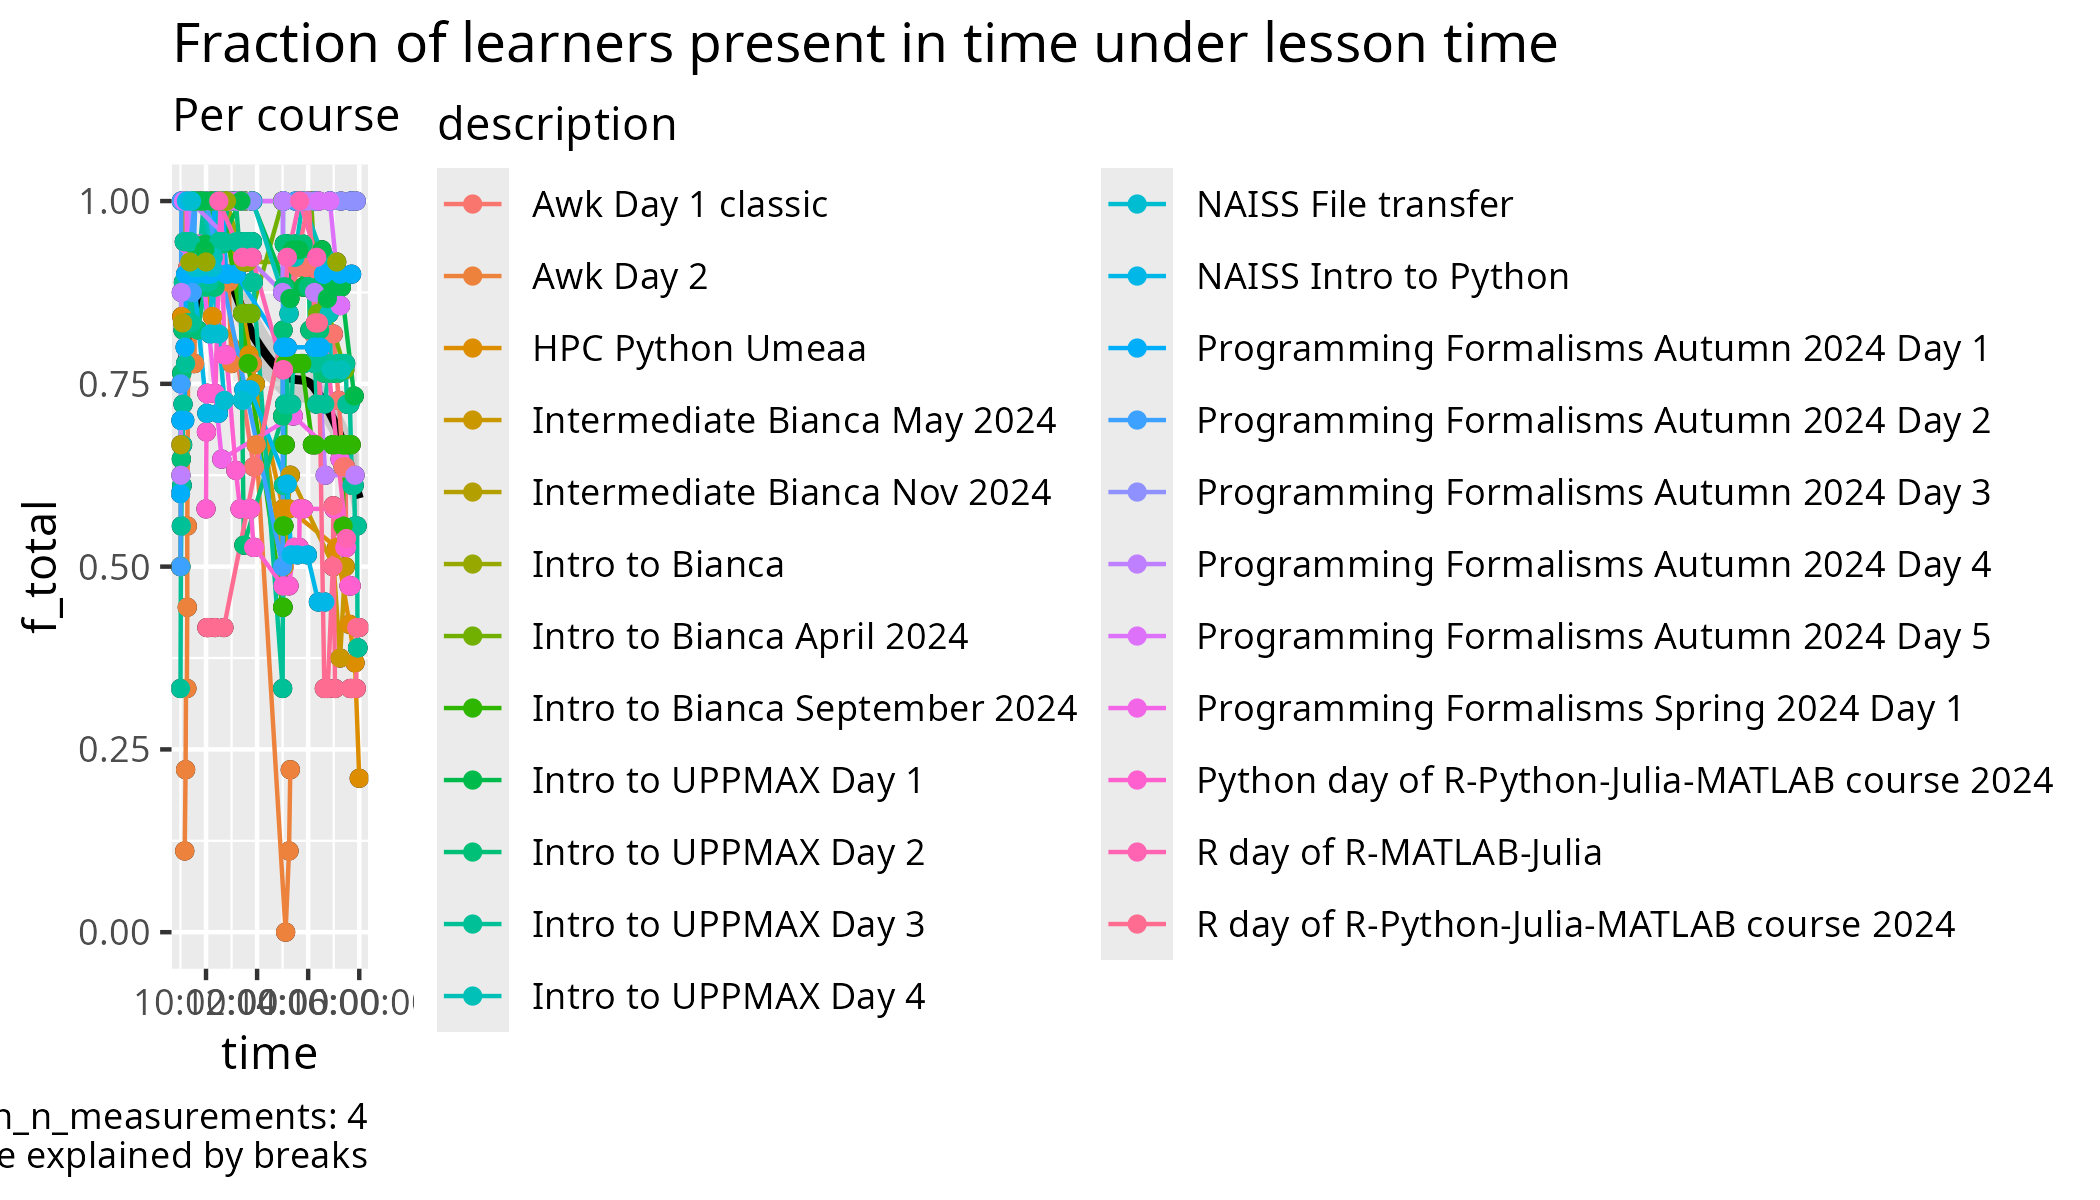 Fraction of learners present in time under lesson time
Per course
description
1.00
0.75
0.50
0.25
0.00
f_total
time
Awk Day 1 classic
Awk Day 2
HPC Python Umeaa
Intermediate Bianca May 2024
Intermediate Bianca Nov 2024
Intro to Bianca
Intro to Bianca April 2024
Intro to Bianca September 2024
Intro to UPPMAX Day 1
Intro to UPPMAX Day 2
Intro to UPPMAX Day 3
Intro to UPPMAX Day 4
NAISS File transfer
NAISS Intro to Python
Programming Formalisms Autumn 2024 Day 1
Programming Formalisms Autumn 2024 Day 2
Programming Formalisms Autumn 2024 Day 3
Programming Formalisms Autumn 2024 Day 4
Programming Formalisms Autumn 2024 Day 5
Programming Formalisms Spring 2024 Day 1
Python day of R-Python-Julia-MATLAB course 2024
R day of R-MATLAB-Julia
R day of R-Python-Julia-MATLAB course 2024
n_n_measurements: 4
e explained by breaks